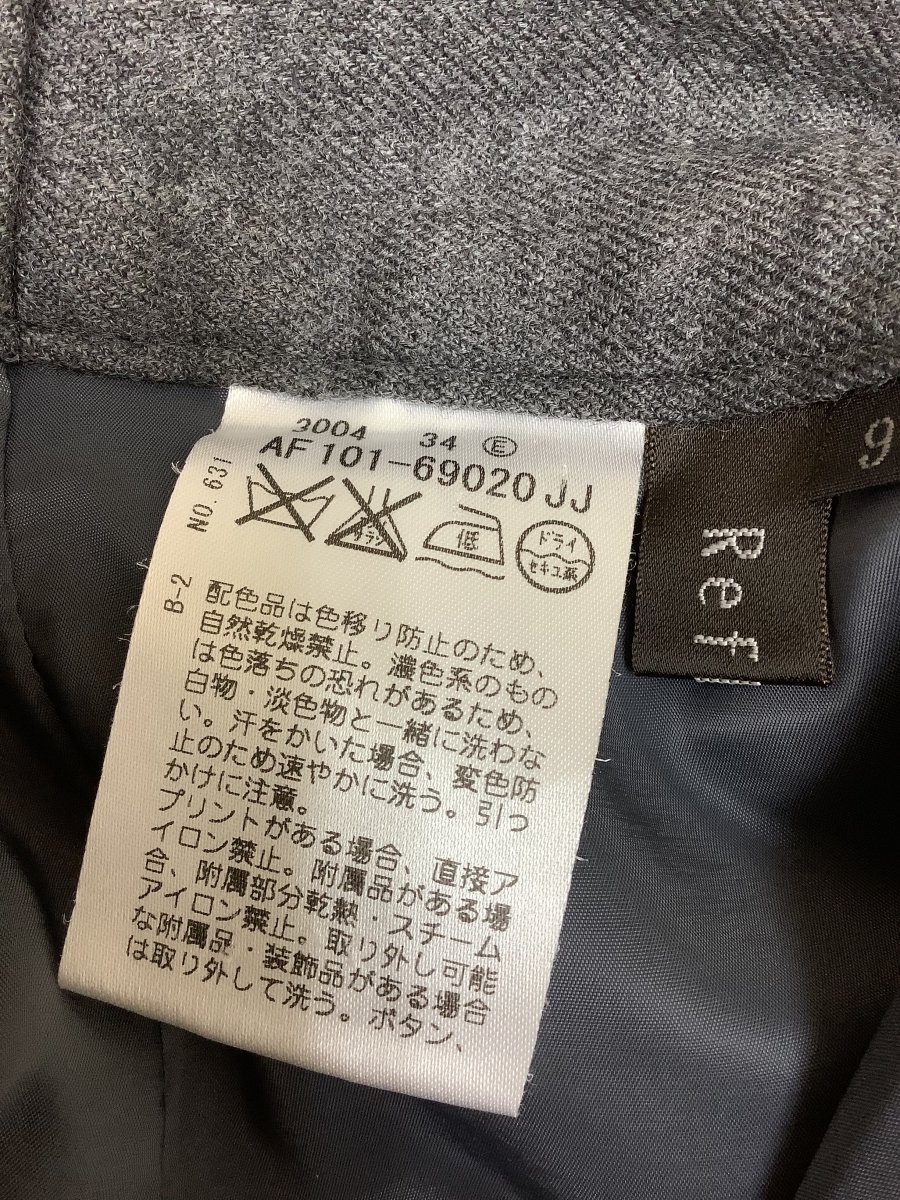 3004 34 Ⓔ
AF101-69020JJ
NO.631
B-2
エンソサラシ
低
ドライ
セキユ系
配色品は色移り防止のため、
自然乾燥禁止。濃色系のもの
は色落ちの恐れがあるため、
白物・淡色物と一緒に洗わな
い。汗をかいた場合、変色防
止のため速やかに洗う。引っ
かけに注意。
プリントがある場合、直接ア
イロン禁止。附属品がある場
合、附属部分乾熱・スチーム
アイロン禁止。取り外し可能
な附属品・装飾品がある場合
は取り外して洗う。ボタン、
Ref
9